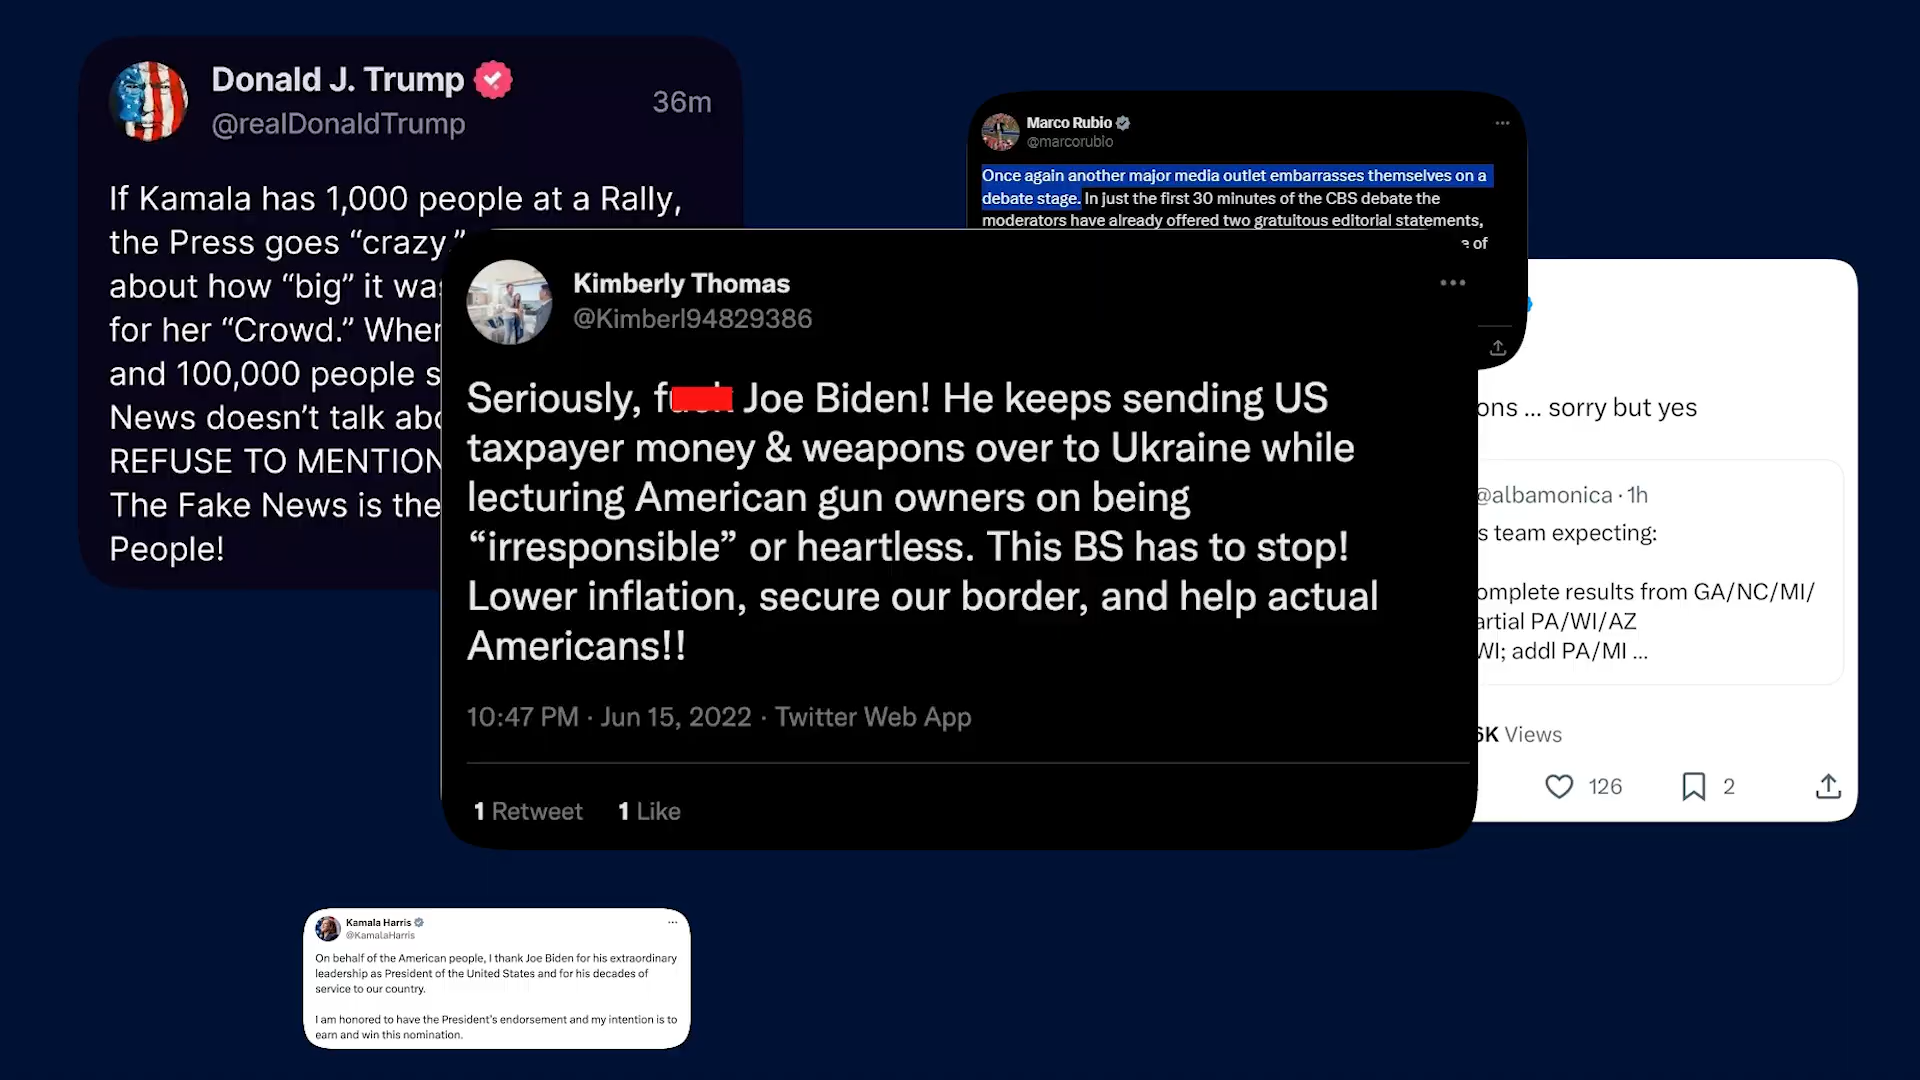 Donald J. Trump
@realDonaldTrump
36m
If Kamala has 1,000 people at a Rally,
the Press goes “crazy,”
about how “big” it was
for her “Crowd.” When
and 100,000 people
News doesn’t talk
REFUSE TO MENTION
The Fake News is the
People!
Marco Rubio
@marcorubio
Once again another major media outlet embarrasses themselves on a
debate stage. In just the first 30 minutes of the CBS debate the
moderators have already offered two gratuitous editorial statements,
of
Kimberly Thomas
@Kimberl94829386
Seriously, Joe Biden! He keeps sending US
taxpayer money & weapons over to Ukraine while
lecturing American gun owners on being
“irresponsible” or heartless. This BS has to stop!
Lower inflation, secure our border, and help actual
Americans!!
10:47 PM · Jun 15, 2022 · Twitter Web App
1 Retweet 1 Like
... sorry but yes
@albamonica · 1h
team expecting:
results from GA/NC/MI/
PA/WI/AZ
WI; addl PA/MI ...
Views
126 2
Kamala Harris
@KamalaHarris
On behalf of the American people, I thank Joe Biden for his extraordinary
leadership as President of the United States and for his decades of
service to our country.
I am honored to have the President's endorsement and my intention is to
earn and win this nomination.